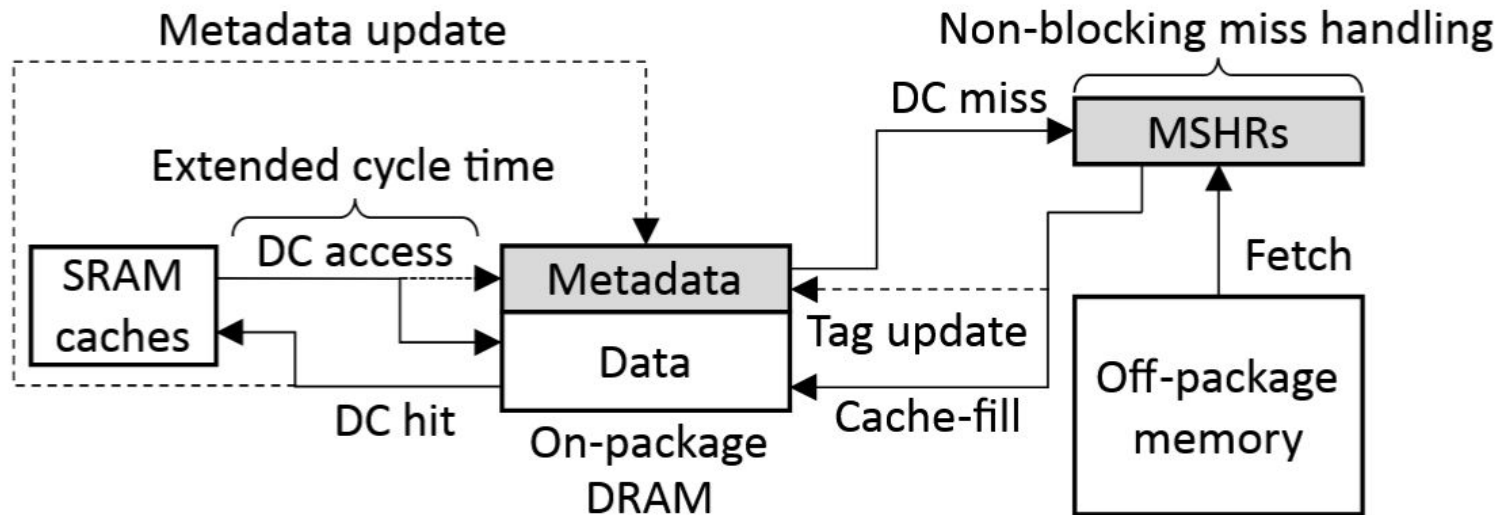 Metadata update
Non-blocking miss handling
DC miss
MSHRs
Extended cycle time
DC access
SRAM
caches
Metadata
Fetch
Tag update
Data
Off-package
memory
DC hit
Cache-fill
On-package
DRAM